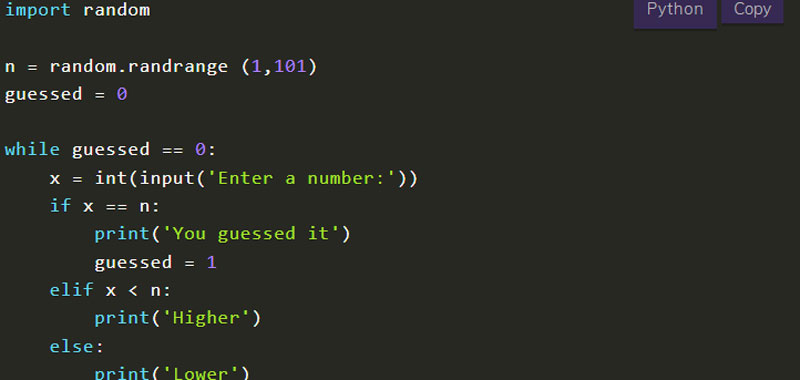 import random
Python
Copy
n = random.randrange (1,101)
guessed = 0
while guessed == 0:
    x = int(input('Enter a number:'))
    if x == n:
        print('You guessed it')
        guessed = 1
    elif x < n:
        print('Higher')
    else:
        print('Lower')